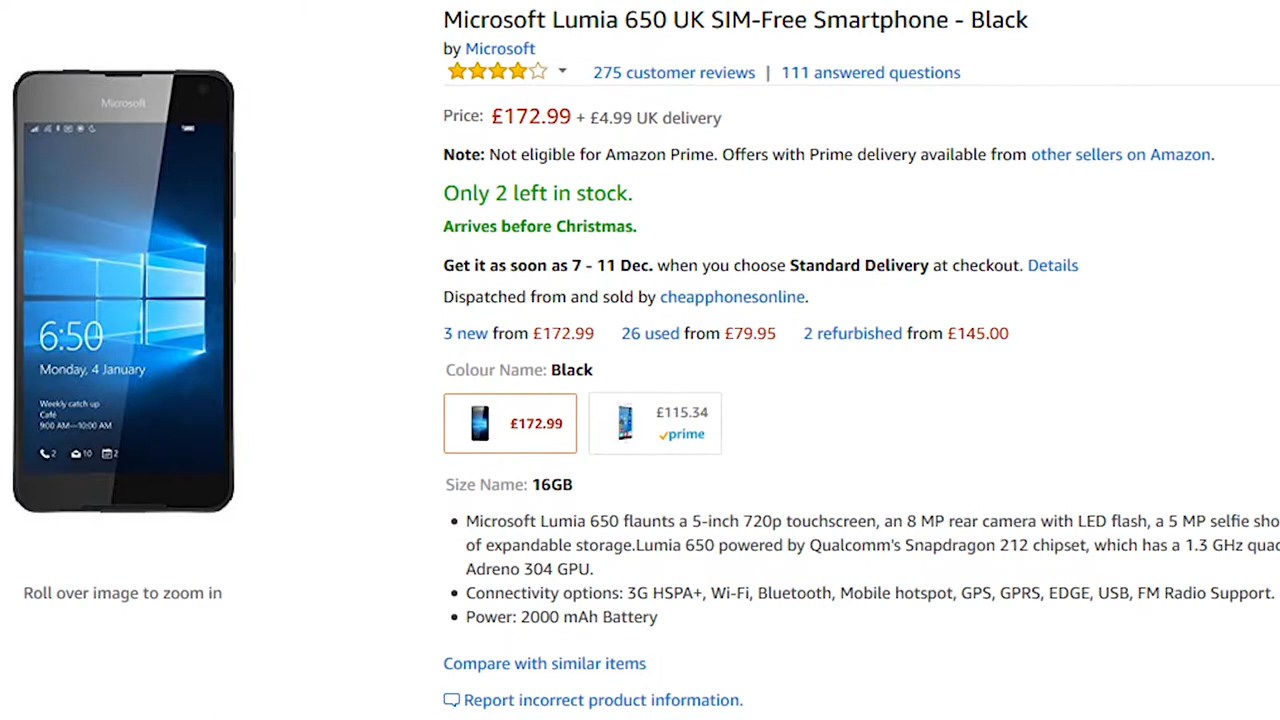 Microsoft Lumia 650 UK SIM-Free Smartphone - Black
by Microsoft
275 customer reviews | 111 answered questions
Price: £172.99 + £4.99 UK delivery
Note: Not eligible for Amazon Prime. Offers with Prime delivery available from other sellers on Amazon.
Only 2 left in stock.
Arrives before Christmas.
Get it as soon as 7 - 11 Dec. when you choose Standard Delivery at checkout. Details
Dispatched from and sold by cheapphonesonline.
3 new from £172.99 26 used from £79.95 2 refurbished from £145.00
Colour Name: Black
£172.99
£115.34
prime
Size Name: 16GB
• Microsoft Lumia 650 flaunts a 5-inch 720p touchscreen, an 8 MP rear camera with LED flash, a 5 MP selfie sho
of expandable storage.Lumia 650 powered by Qualcomm's Snapdragon 212 chipset, which has a 1.3 GHz quad
Adreno 304 GPU.
• Connectivity options: 3G HSPA+, Wi-Fi, Bluetooth, Mobile hotspot, GPS, GPRS, EDGE, USB, FM Radio Support.
• Power: 2000 mAh Battery
Compare with similar items
Report incorrect product information.
Microsoft
6:50
Monday, 4 January
Weekly catch up
Café
9:00 AM—10:00 AM
2 10 2
Roll over image to zoom in